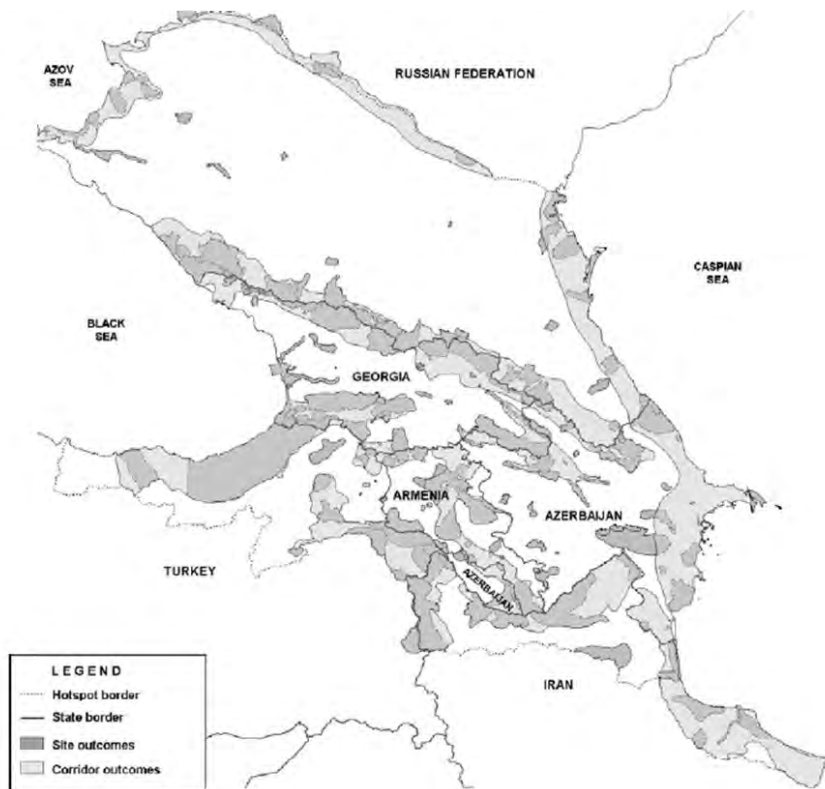 AZOV
SEA
RUSSIAN FEDERATION
CASPIAN
SEA
BLACK
SEA
GEORGIA
ARMENIA
AZERBAIJAN
TURKEY
AZERBAIJAN
IRAN
LEGEND
Hotspot border
State border
Site outcomes
Corridor outcomes